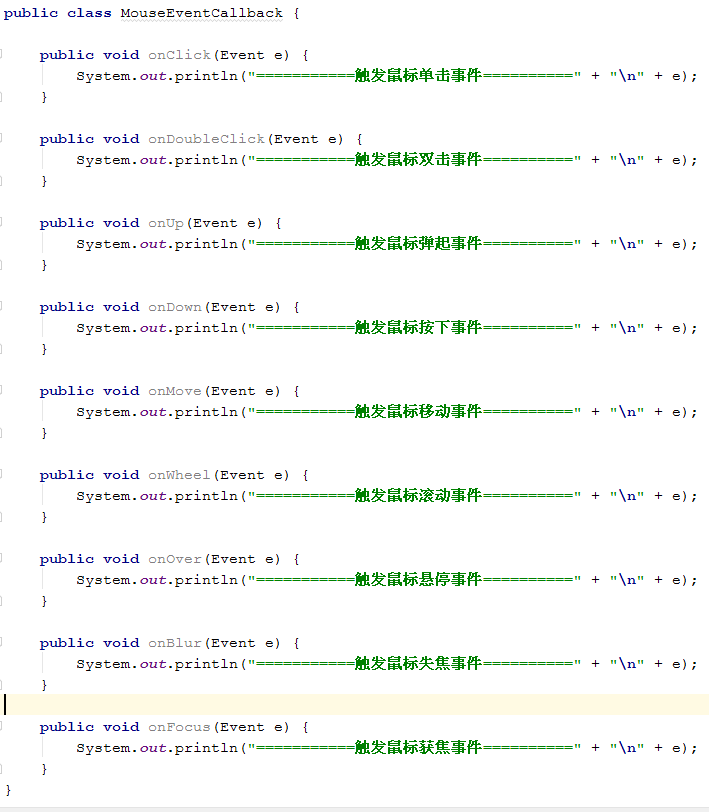 public class MouseEventCallback {
public void onClick(Event e) {
System.out.println("===========触发鼠标单击事件==========" + "\n" + e);
}
public void onDoubleClick(Event e) {
System.out.println("===========触发鼠标双击事件==========" + "\n" + e);
}
public void onUp(Event e) {
System.out.println("===========触发鼠标弹起事件==========" + "\n" + e);
}
public void onDown(Event e) {
System.out.println("===========触发鼠标按下事件==========" + "\n" + e);
}
public void onMove(Event e) {
System.out.println("===========触发鼠标移动事件==========" + "\n" + e);
}
public void onWheel(Event e) {
System.out.println("===========触发鼠标滚动事件==========" + "\n" + e);
}
public void onOver(Event e) {
System.out.println("===========触发鼠标悬停事件==========" + "\n" + e);
}
public void onBlur(Event e) {
System.out.println("===========触发鼠标失焦事件==========" + "\n" + e);
}
public void onFocus(Event e) {
System.out.println("===========触发鼠标获焦事件==========" + "\n" + e);
}
}